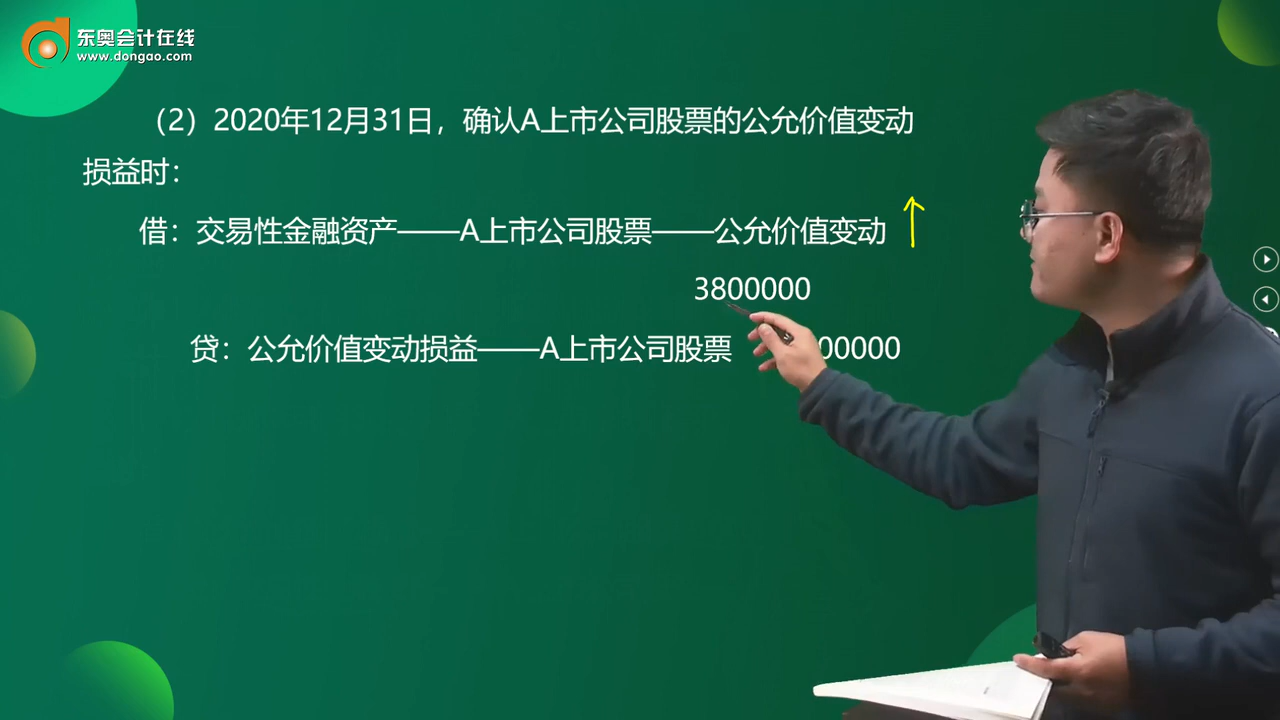 东奥会计在线
www.dongao.com
（2）2020年12月31日，确认A上市公司股票的公允价值变动
损益时：
借：交易性金融资产——A上市公司股票——公允价值变动
3800000
贷：公允价值变动损益——A上市公司股票 00000